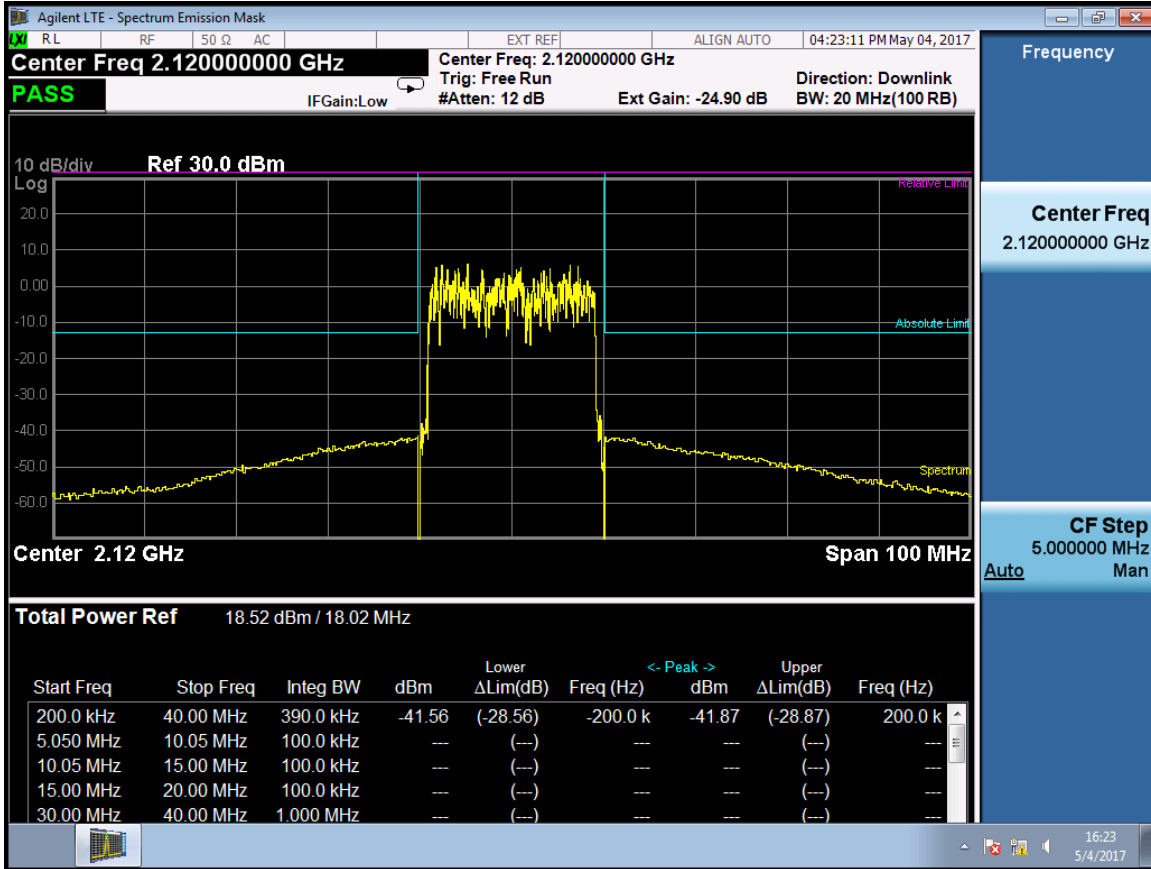 Agilent LTE - Spectrum Emission Mask
LXI RL RF 50 Ω AC EXT REF ALIGN AUTO 04:23:11 PM May 04, 2017
Center Freq 2.120000000 GHz
PASS
IFGain:Low
Center Freq: 2.120000000 GHz
Trig: Free Run
#Atten: 12 dB
Ext Gain: -24.90 dB
Direction: Downlink
BW: 20 MHz(100 RB)
Frequency
10 dB/div Ref 30.0 dBm
Log
Relative Limit
20.0
10.0
0.00
-10.0
Absolute Limit
-20.0
-30.0
-40.0
-50.0
Spectrum
-60.0
Center 2.12 GHz Span 100 MHz
Center Freq
2.120000000 GHz
CF Step
5.000000 MHz
Auto Man
Total Power Ref 18.52 dBm / 18.02 MHz
Lower <- Peak -> Upper
Start Freq Stop Freq Integ BW dBm ΔLim(dB) Freq (Hz) dBm ΔLim(dB) Freq (Hz)
200.0 kHz 40.00 MHz 390.0 kHz -41.56 (-28.56) -200.0 k -41.87 (-28.87) 200.0 k
5.050 MHz 10.05 MHz 100.0 kHz --- (---) --- --- (---) ---
10.05 MHz 15.00 MHz 100.0 kHz --- (---) --- --- (---) ---
15.00 MHz 20.00 MHz 100.0 kHz --- (---) --- --- (---) ---
30.00 MHz 40.00 MHz 1.000 MHz --- (---) --- --- (---) ---
16:23
5/4/2017